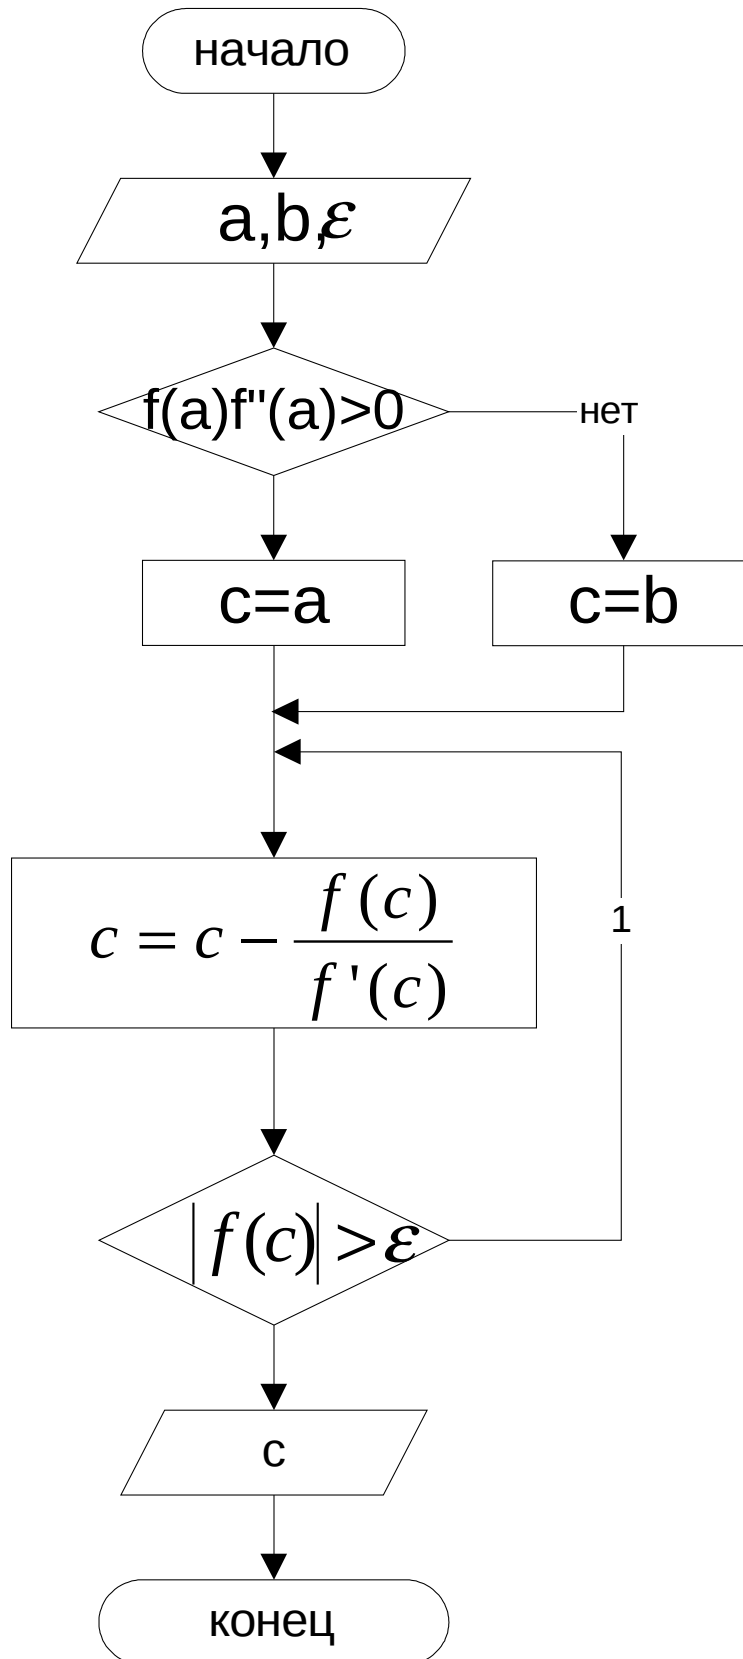 начало
a,b,ε
f(a)f"(a)>0
нет
c=a
c=b
1
c = c − f(c) / f'(c)
|f(c)| > ε
c
конец